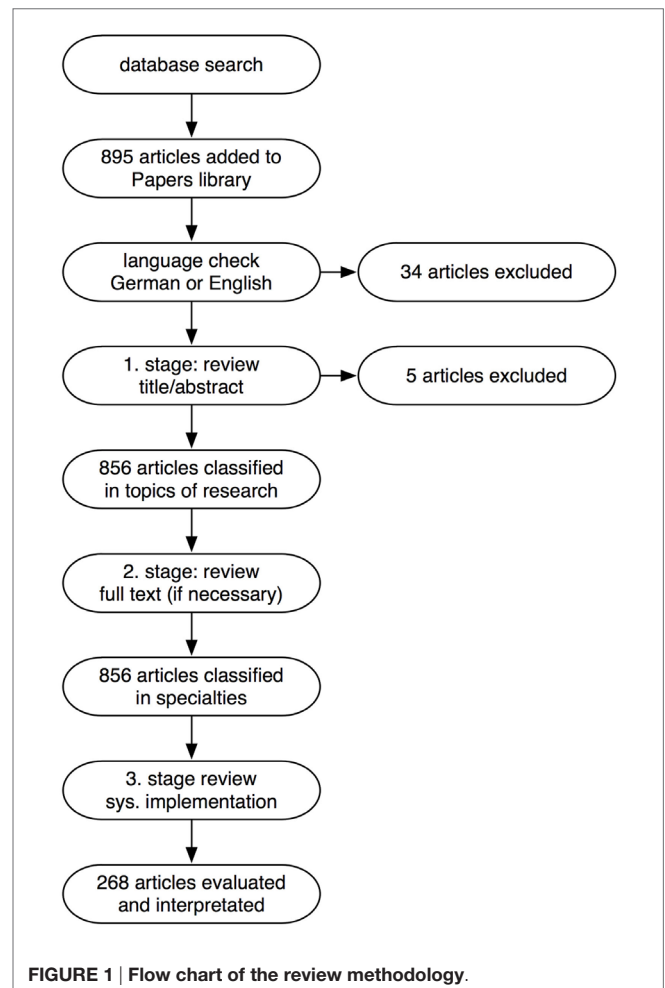 database search
895 articles added to
Papers library
language check
German or English
34 articles excluded
1. stage: review
title/abstract
5 articles excluded
856 articles classified
in topics of research
2. stage: review
full text (if necessary)
856 articles classified
in specialties
3. stage review
sys. implementation
268 articles evaluated
and interpretated
FIGURE 1 | Flow chart of the review methodology.